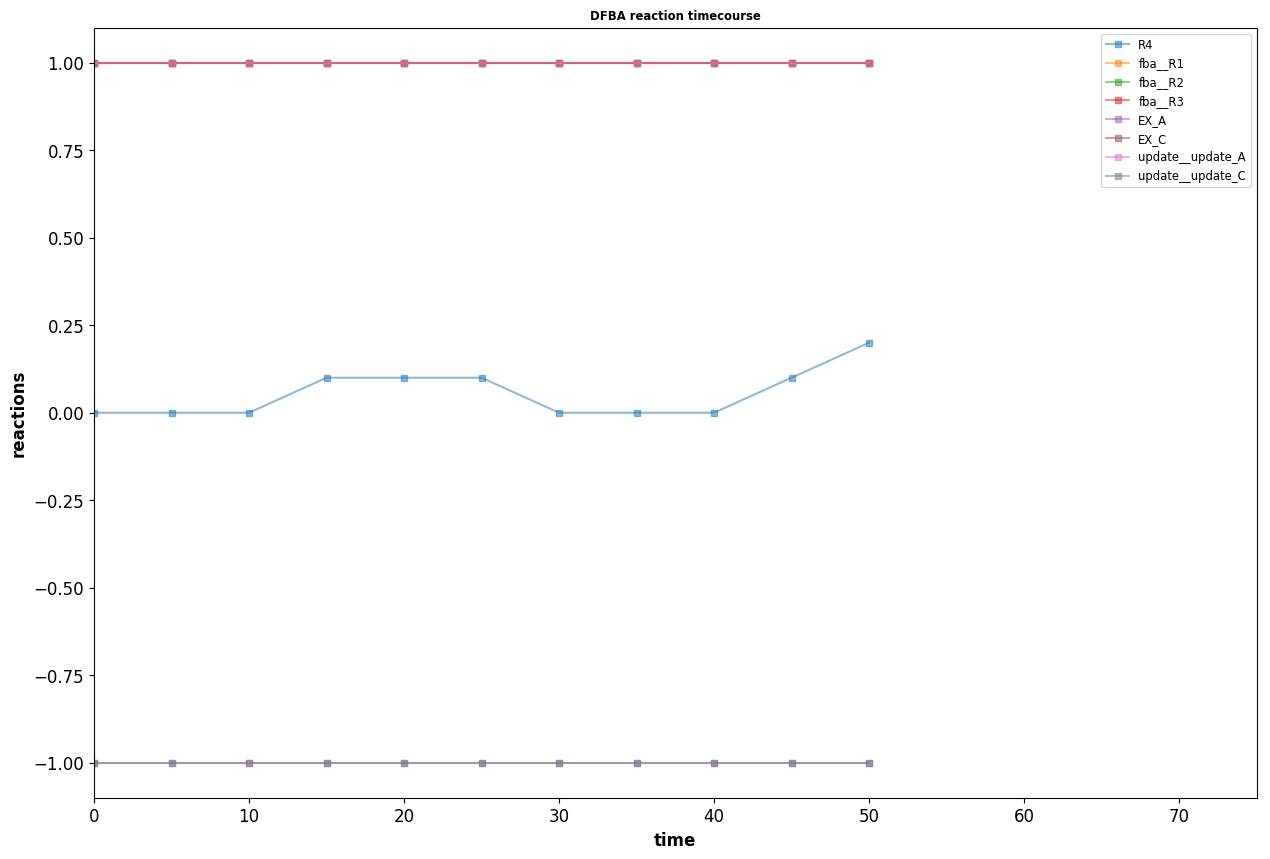 DFBA reaction timecourse
R4
fba__R1
fba__R2
fba__R3
EX_A
EX_C
update__update_A
update__update_C
1.00
0.75
0.50
0.25
0.00
−0.25
−0.50
−0.75
−1.00
reactions
0 10 20 30 40 50 60 70
time